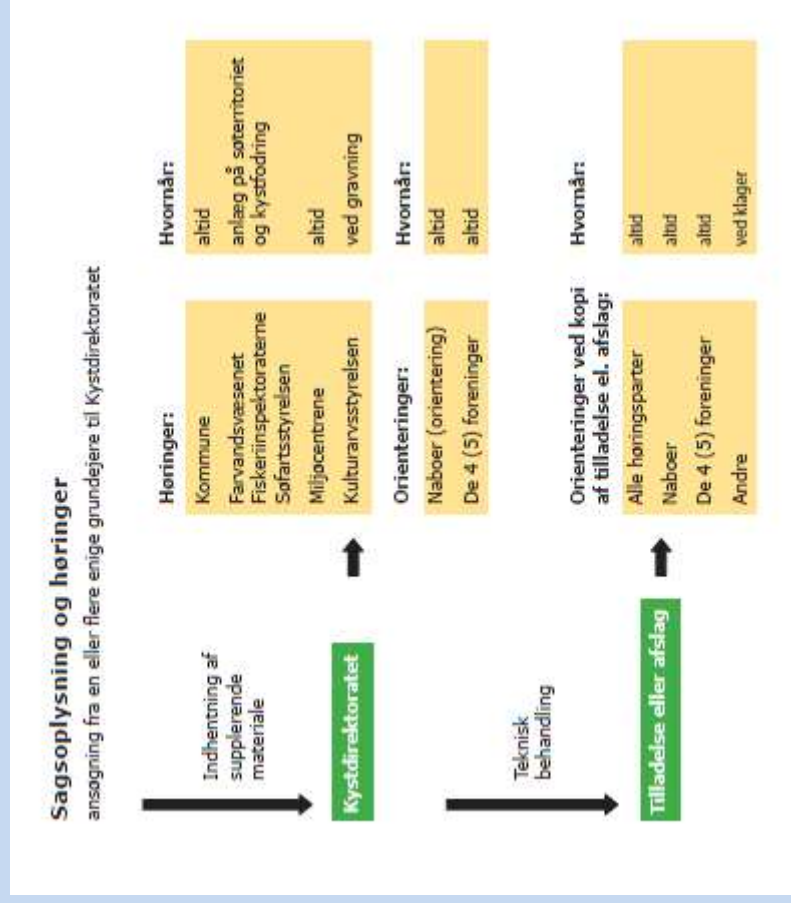 Sagsoplysning og høringer
ansøgning fra en eller flere enige grundejere til Kystdirektoratet
Indhentning af
supplerende
materiale
Kystdirektoratet
Høringer:
Hvornår:
Kommune
altid
Farvandsvæsenet
anlæg på søterritoriet
Fiskeriinspektoraterne
og kystfodring
Søfartsstyrelsen
Miljøcentrene
altid
Kulturarvsstyrelsen
ved gravning
Orienteringer:
Hvornår:
Naboer (orientering)
altid
De 4 (5) foreninger
altid
Teknisk
behandling
Tilladelse eller afslag
Orienteringer ved kopi
af tilladelse el. afslag:
Hvornår:
Alle høringsparter
altid
Naboer
altid
De 4 (5) foreninger
altid
Andre
ved klager